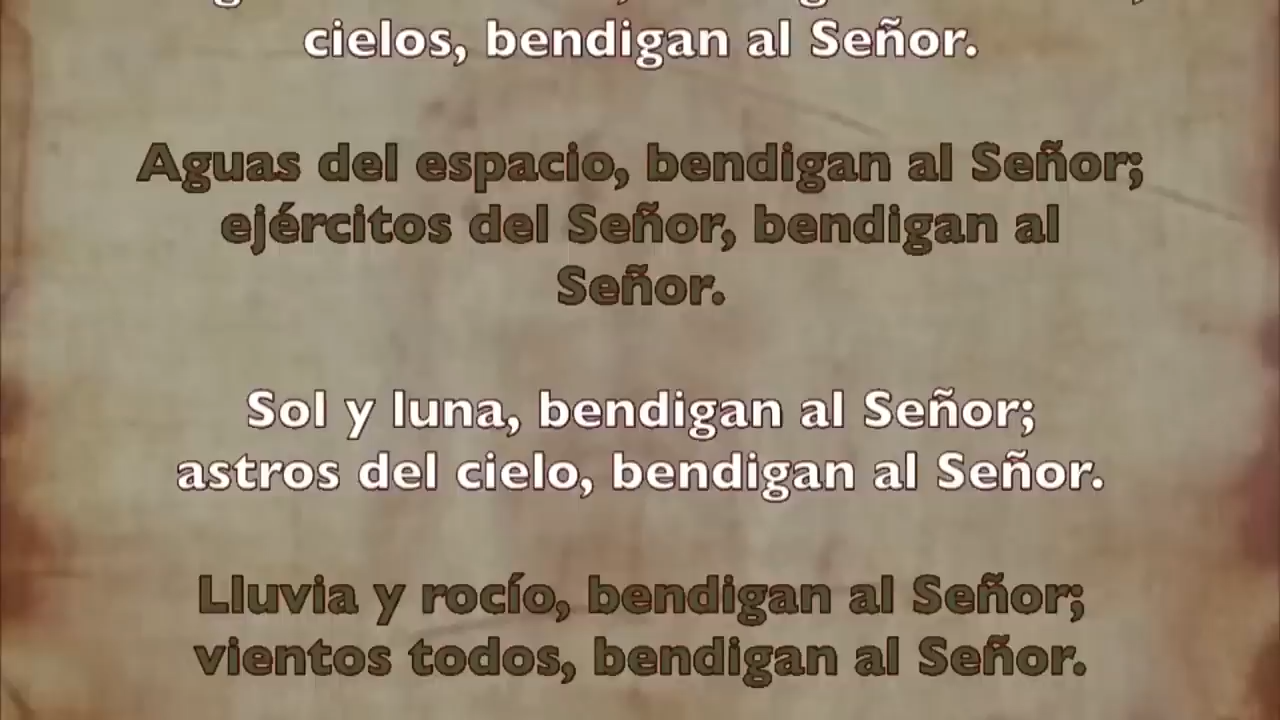 cielos, bendigan al Señor.
Aguas del espacio, bendigan al Señor;
ejércitos del Señor, bendigan al
Señor.
Sol y luna, bendigan al Señor;
astros del cielo, bendigan al Señor.
Lluvia y rocío, bendigan al Señor;
vientos todos, bendigan al Señor.